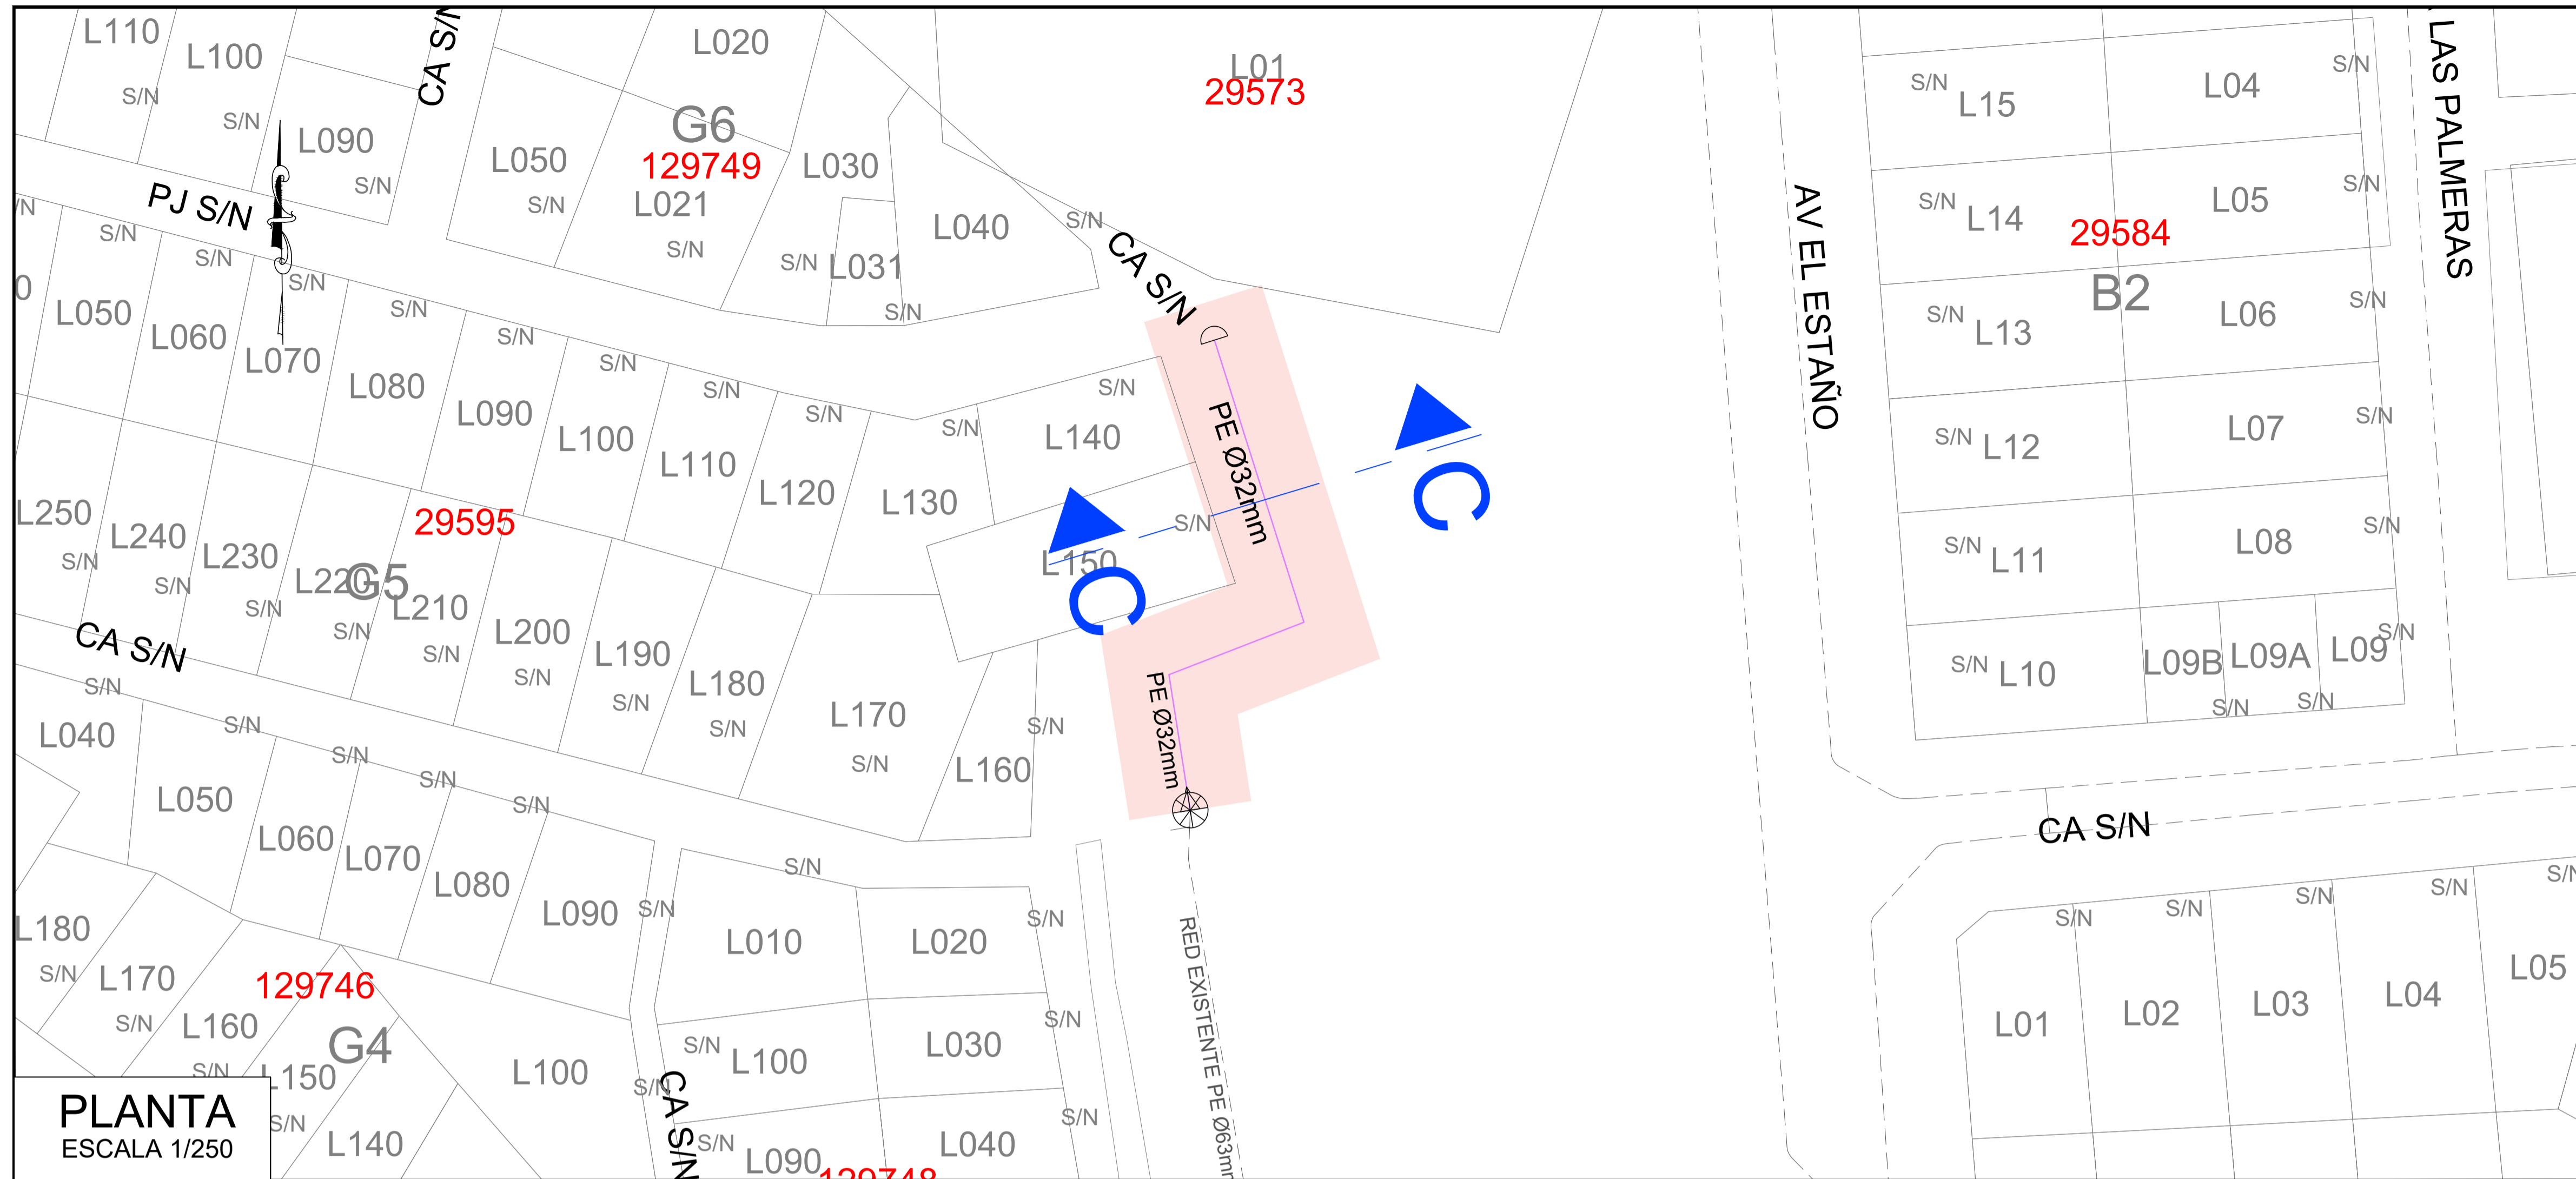 L110
L100
S/N
S/N
L090
S/N
CA S/N
L020
G6
129749
L050
S/N
L021
S/N
L030
S/N
L031
S/N
L040
S/N
L01
29573
CA S/N
PJ S/N
S/N
S/N
S/N
S/N
S/N
S/N
S/N
S/N
S/N
S/N
L050
L060
L070
L080
L090
L100
L110
L120
L130
L140
L150
S/N
29595
G5
L250
S/N
L240
S/N
L230
S/N
L220
S/N
L210
S/N
L200
S/N
L190
S/N
L180
S/N
L170
S/N
L160
S/N
CA S/N
PE Ø32mm
PE Ø32mm
C
C
RED EXISTENTE PE Ø63mm
AV EL ESTAÑO
LAS PALMERAS
S/N
L15
L04
S/N
S/N
L14
L05
S/N
29584
B2
S/N
L13
L06
S/N
S/N
L12
L07
S/N
S/N
L11
L08
S/N
S/N
L10
L09B
L09A
L09
S/N
S/N
S/N
CA S/N
S/N
S/N
S/N
S/N
S/N
L01
L02
L03
L04
L05
S/N
S/N
S/N
S/N
S/N
L040
L050
L060
L070
L080
L090
S/N
L180
S/N
L170
S/N
L160
S/N
L150
S/N
L140
129746
G4
L100
S/N
CA S/N
S/N
L010
L020
S/N
S/N
L100
L030
S/N
S/N
L090
L040
S/N
129748
PLANTA
ESCALA 1/250